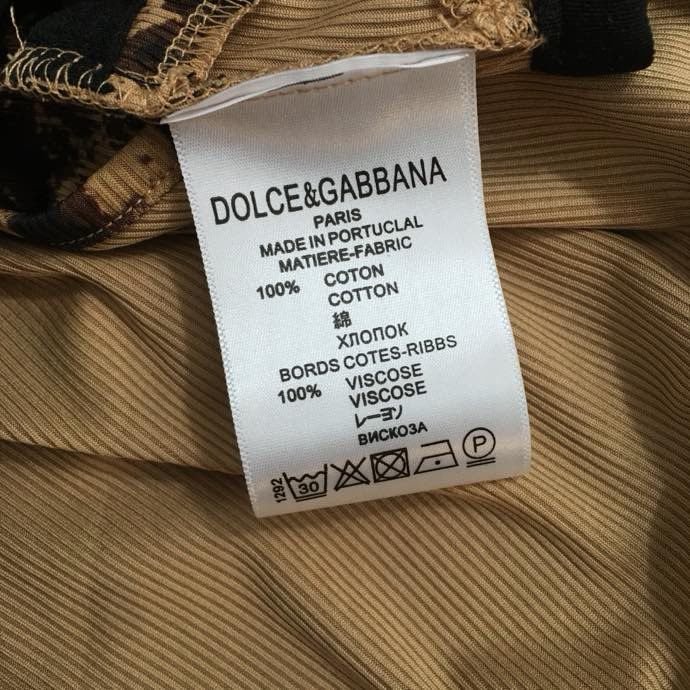 DOLCE&GABBANA
PARIS
MADE IN PORTUCLAL
MATIERE-FABRIC
100% COTON
COTTON
綿
ХЛОПОК
BORDS COTES-RIBBS
100% VISCOSE
VISCOSE
レーヨン
ВИСКОЗА
1292 30 P